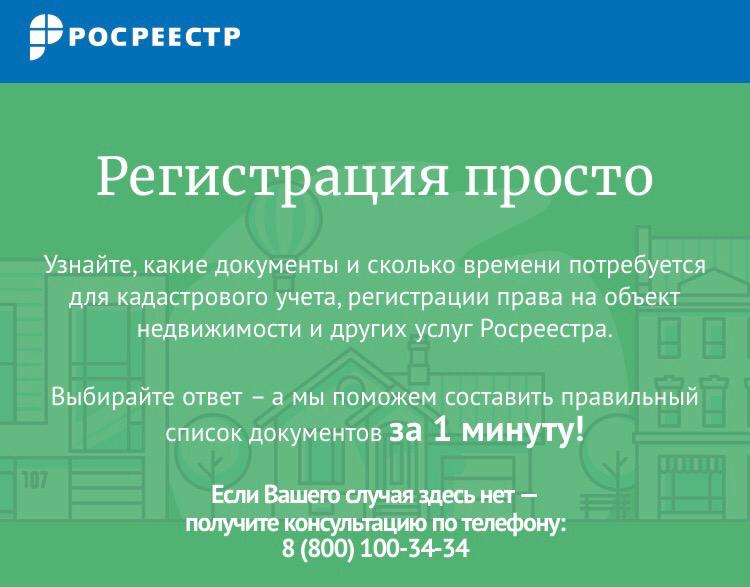 РОСРЕЕСТР
Регистрация просто
Узнайте, какие документы и сколько времени потребуется
для кадастрового учета, регистрации права на объект
недвижимости и других услуг Росреестра.
Выбирайте ответ – а мы поможем составить правильный
список документов за 1 минуту!
107
Если Вашего случая здесь нет —
получите консультацию по телефону:
8 (800) 100-34-34